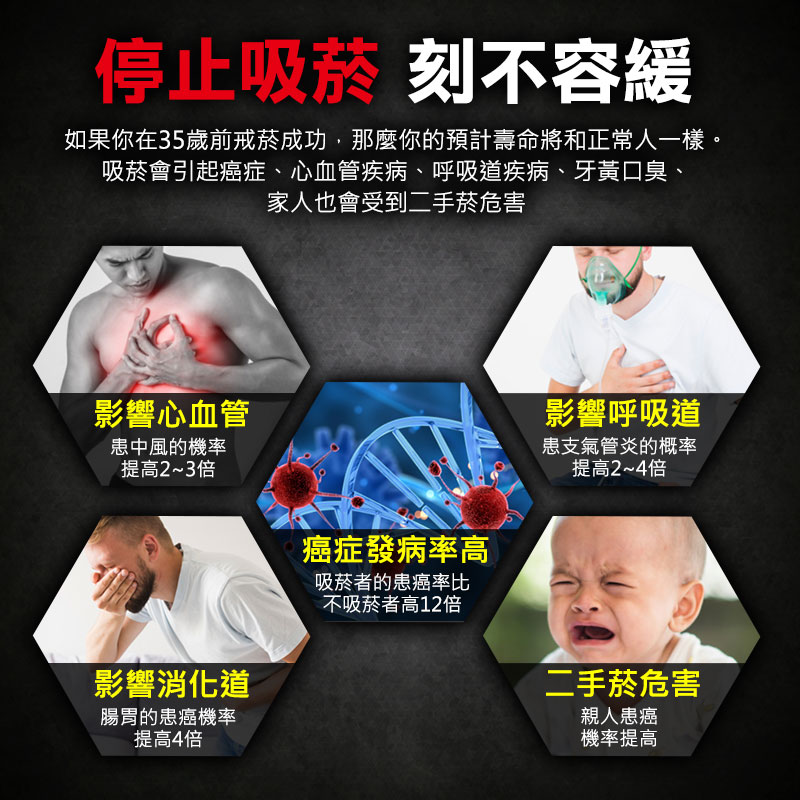 停止吸菸 刻不容緩
如果你在35歲前戒菸成功，那麼你的預計壽命將和正常人一樣。
吸菸會引起癌症、心血管疾病、呼吸道疾病、牙黃口臭、
家人也會受到二手菸危害
影響心血管
患中風的機率
提高2~3倍
影響呼吸道
患支氣管炎的概率
提高2~4倍
癌症發病率高
吸菸者的患癌率比
不吸菸者高12倍
影響消化道
腸胃的患癌機率
提高4倍
二手菸危害
親人患癌
機率提高